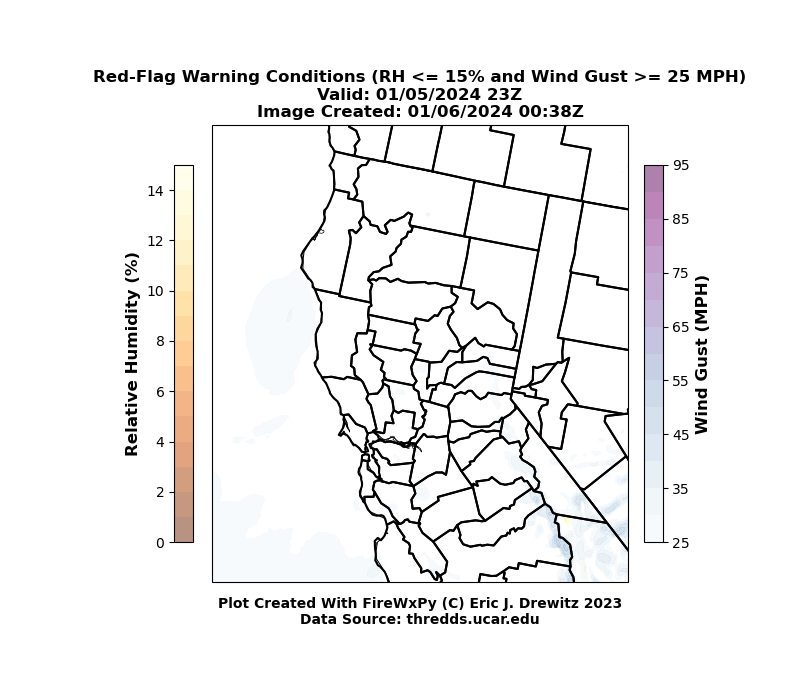 Red-Flag Warning Conditions (RH <= 15% and Wind Gust >= 25 MPH)
Valid: 01/05/2024 23Z
Image Created: 01/06/2024 00:38Z
Relative Humidity (%)
14
12
10
8
6
4
2
0
95
85
75
65
55
45
35
25
Wind Gust (MPH)
Plot Created With FireWxPy (C) Eric J. Drewitz 2023
Data Source: thredds.ucar.edu